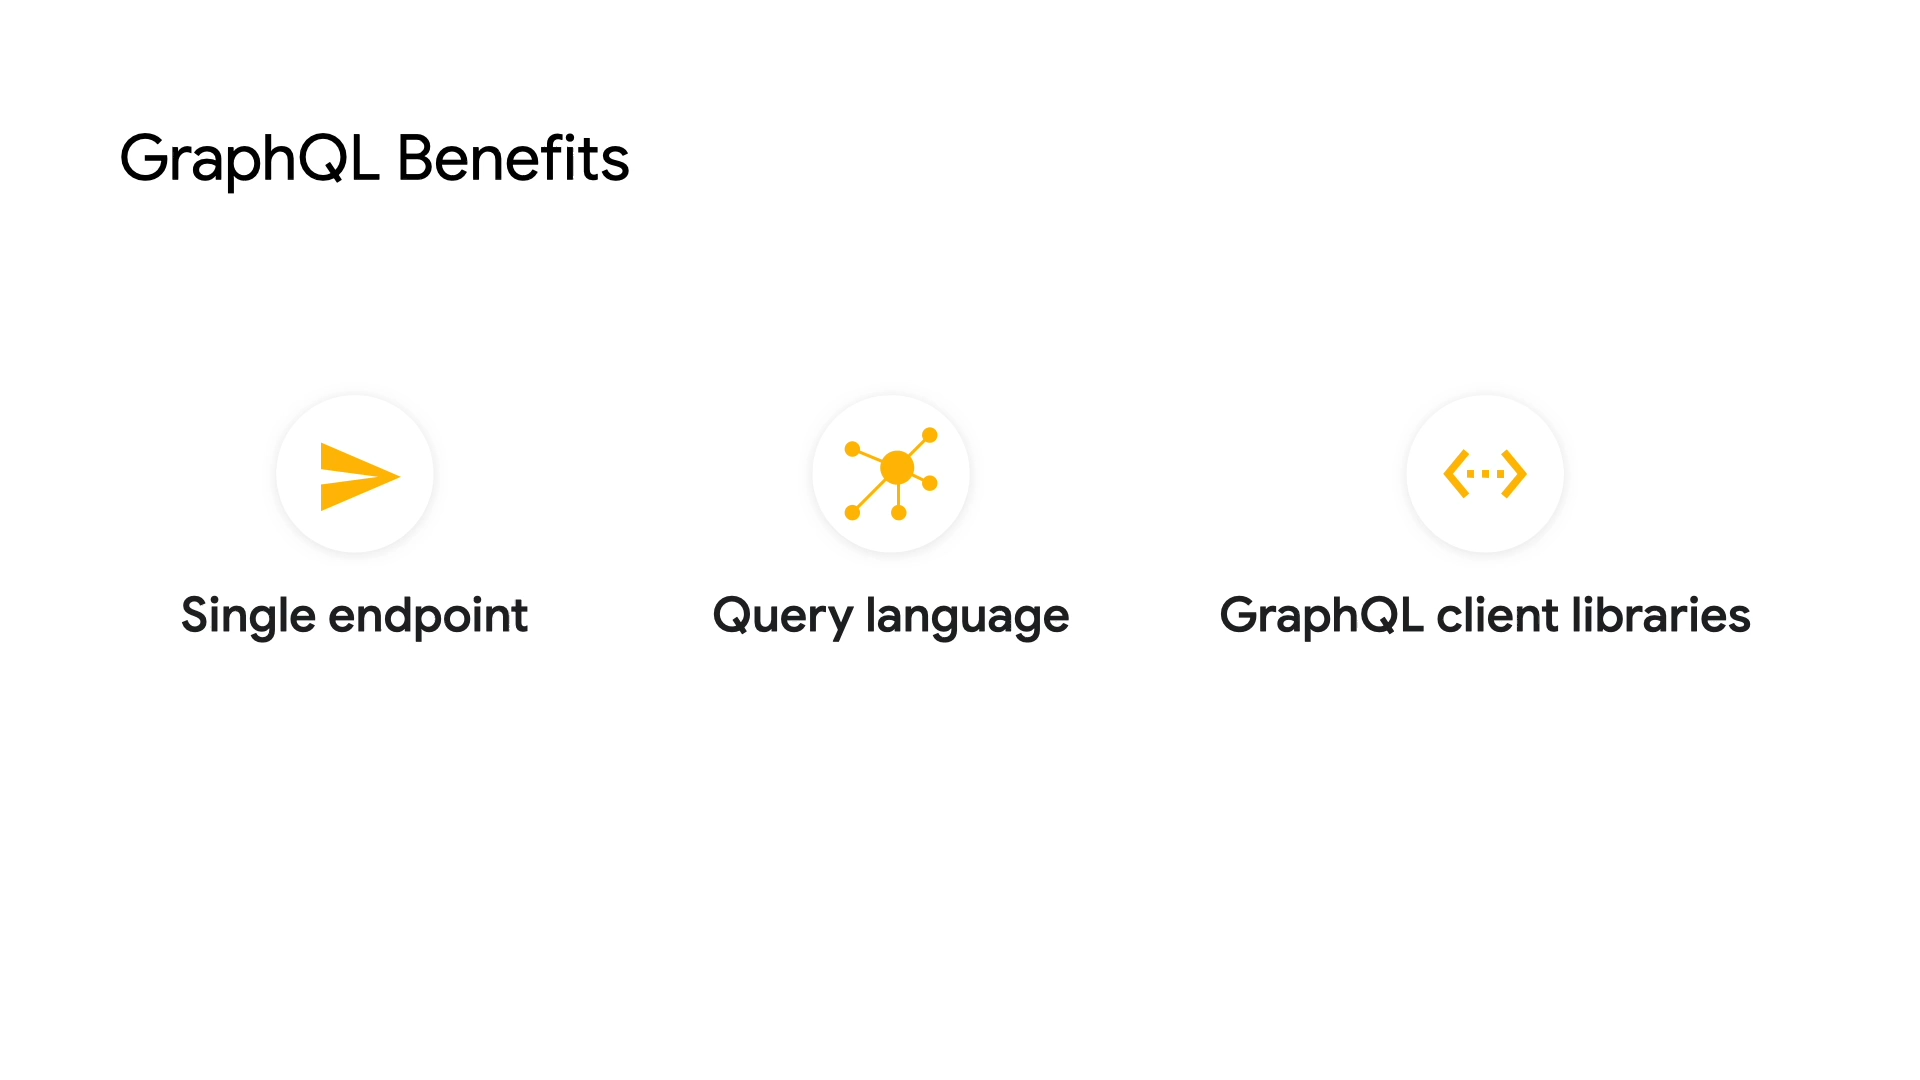 GraphQL Benefits
Single endpoint
Query language
GraphQL client libraries